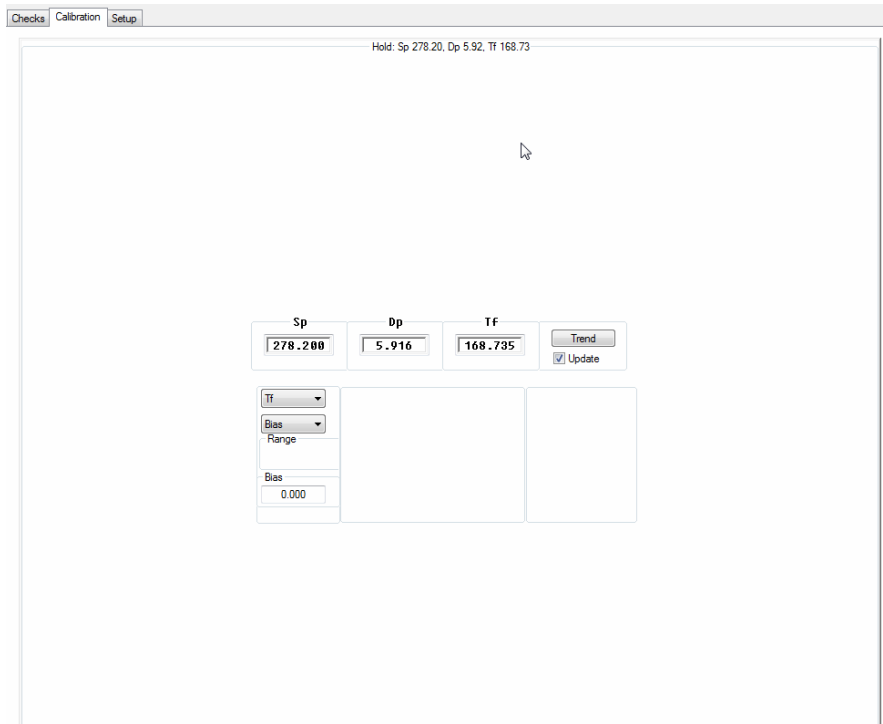 Checks Calibration Setup
Hold: Sp 278.20, Dp 5.92, Tf 168.73
Sp Dp Tf
278.200 5.916 168.735 Trend
Update
Tf
Bias
Range
Bias
0.000